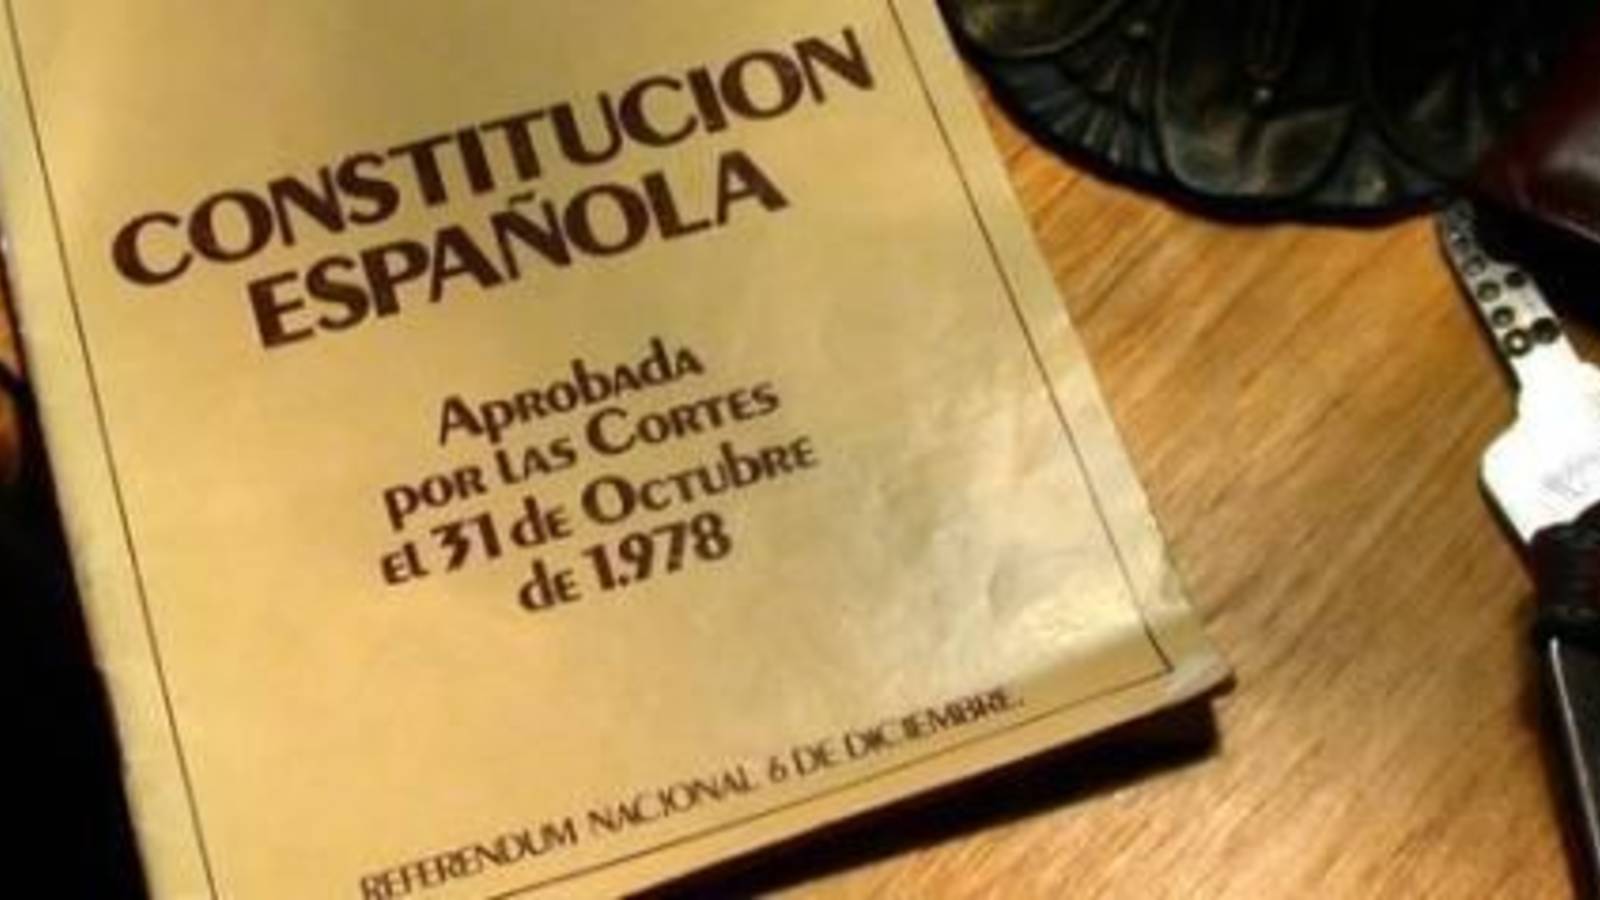 CONSTITUCION
ESPAÑOLA
Aprobada
por las Cortes
el 31 de Octubre
de 1.978
REFERENDUM NACIONAL 6 DE DICIEMBRE.